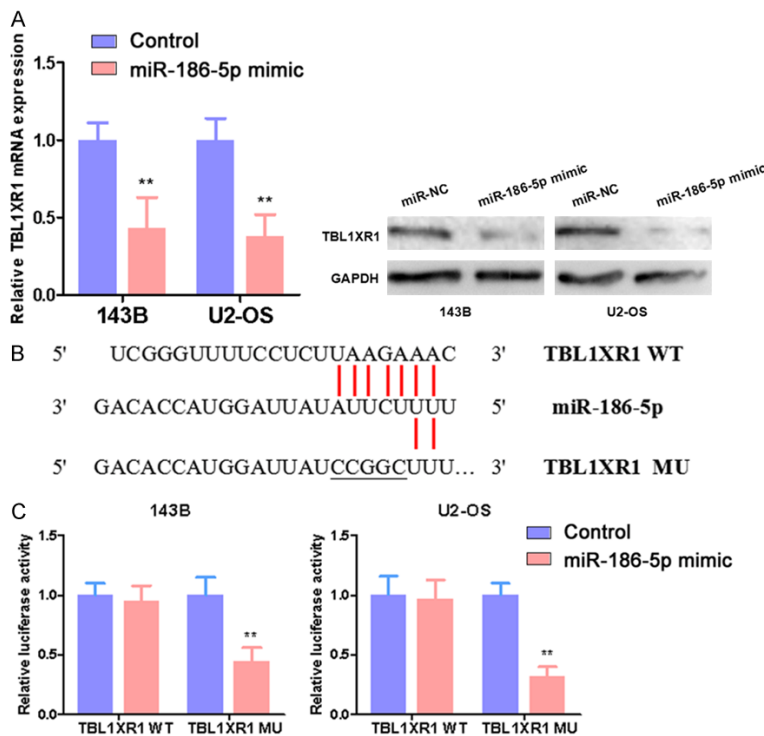 A
Control
miR-186-5p mimic
Relative TBL1XR1 mRNA expression
1.5
1.0
0.5
0.0
**
**
143B
U2-OS
miR-NC
miR-186-5p mimic
miR-NC
miR-186-5p mimic
TBL1XR1
GAPDH
143B
U2-OS
B
5' UCGGGUUUUCCUCUUAAGAAAC 3' TBL1XR1 WT
3' GACACCAUGGAUUAUAUUCUUUU 5' miR-186-5p
5' GACACCAUGGAUUAUCCGGCUUU... 3' TBL1XR1 MU
C
143B
Relative luciferase activity
1.5
1.0
0.5
0.0
**
TBL1XR1 WT
TBL1XR1 MU
U2-OS
Control
miR-186-5p mimic
Relative luciferase activity
1.5
1.0
0.5
0.0
**
TBL1XR1 WT
TBL1XR1 MU